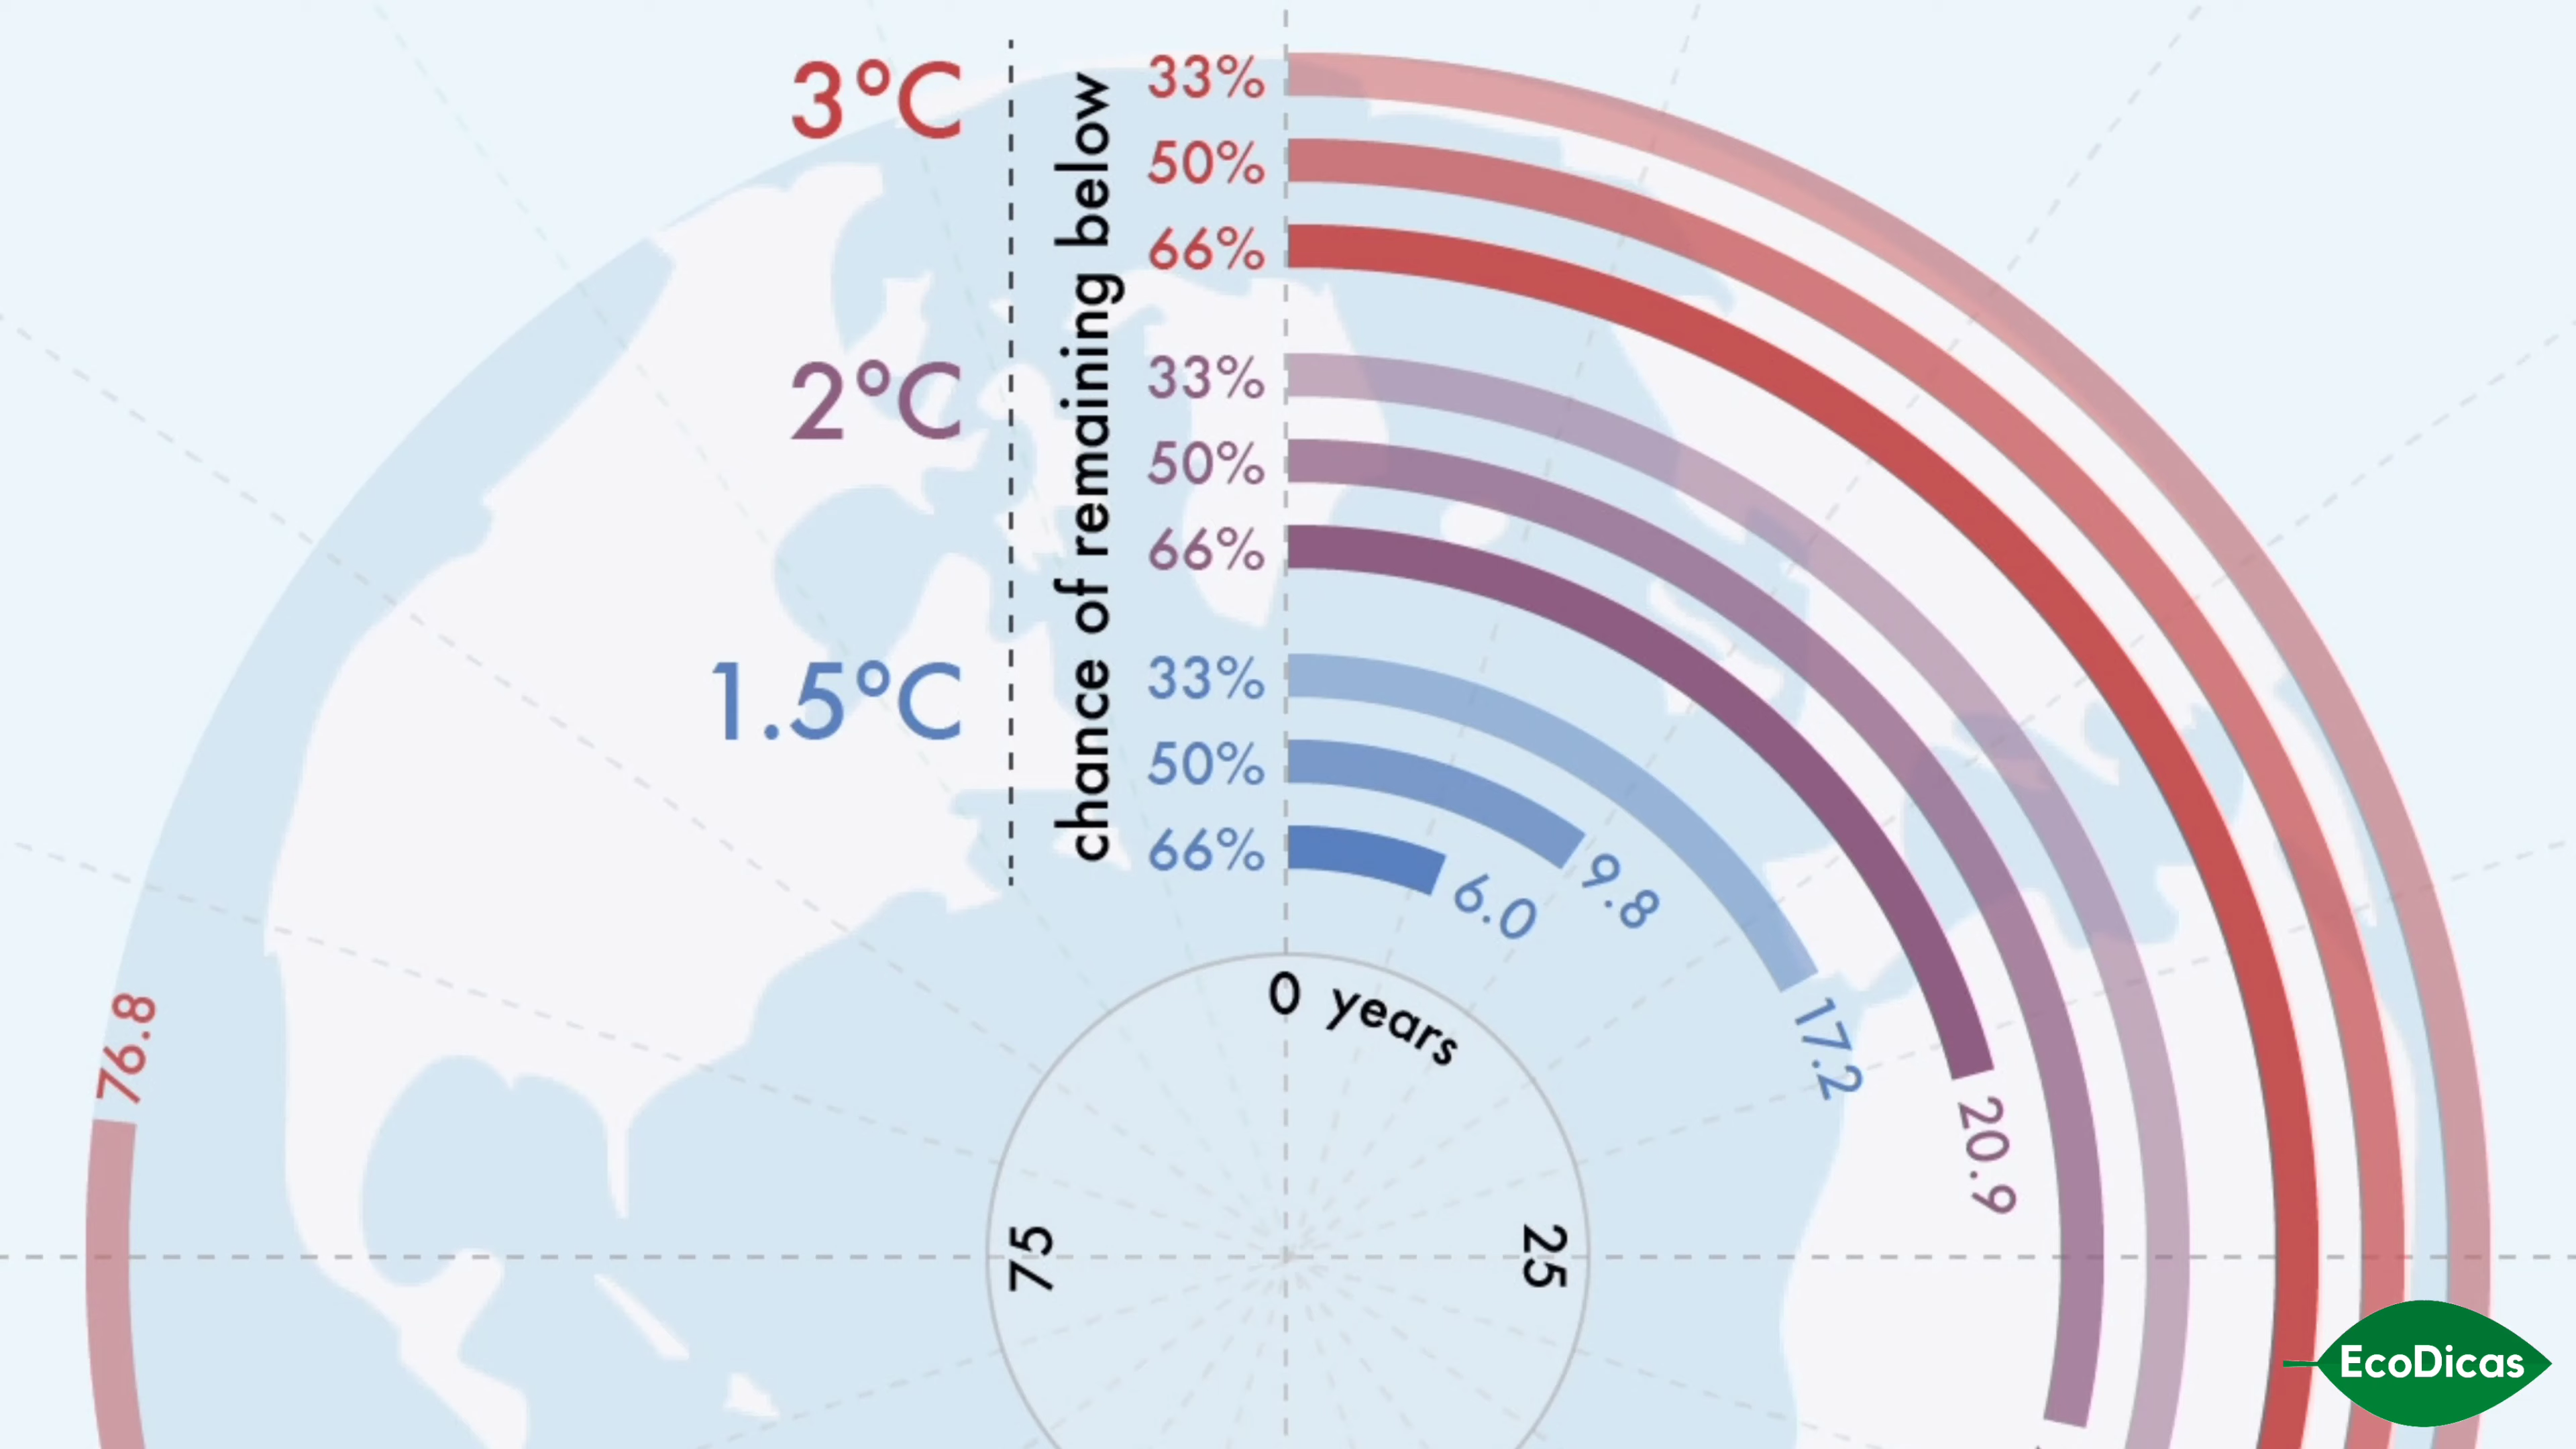 3°C
33%
50%
66%
2°C
33%
50%
66%
1.5°C
33%
50%
66%
chance of remaining below
6.0
9.8
17.2
20.9
76.8
0 years
25
75
EcoDicas